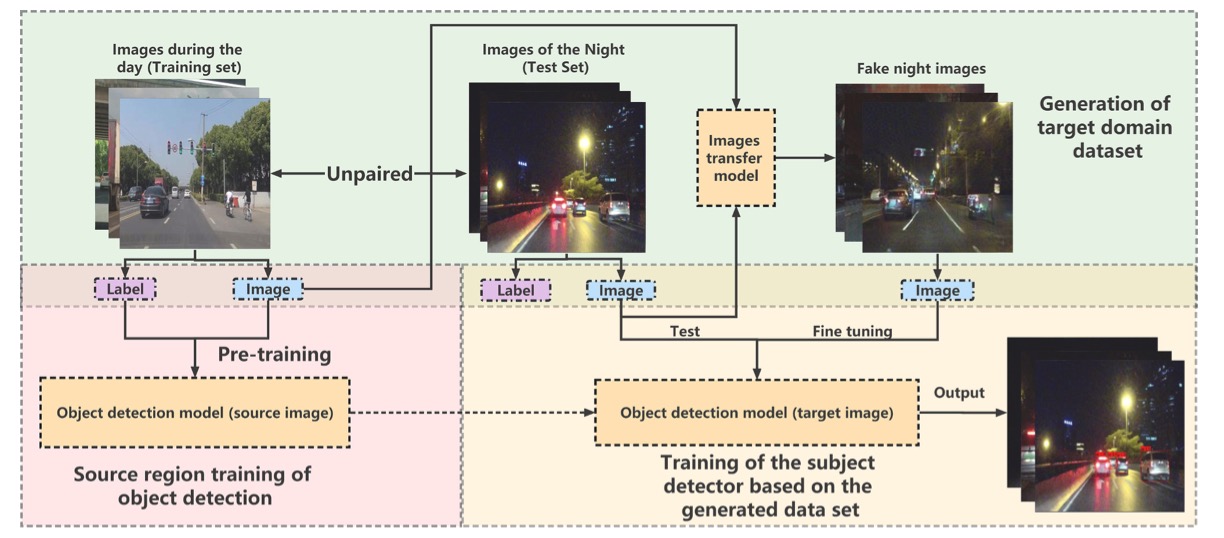 Images during the
day (Training set)
Images of the Night
(Test Set)
Fake night images
Generation of
target domain
dataset
Images
transfer
model
Unpaired
Label
Image
Label
Image
Image
Test
Fine tuning
Pre-training
Object detection model (source image)
Object detection model (target image)
Output
Source region training of
object detection
Training of the subject
detector based on the
generated data set